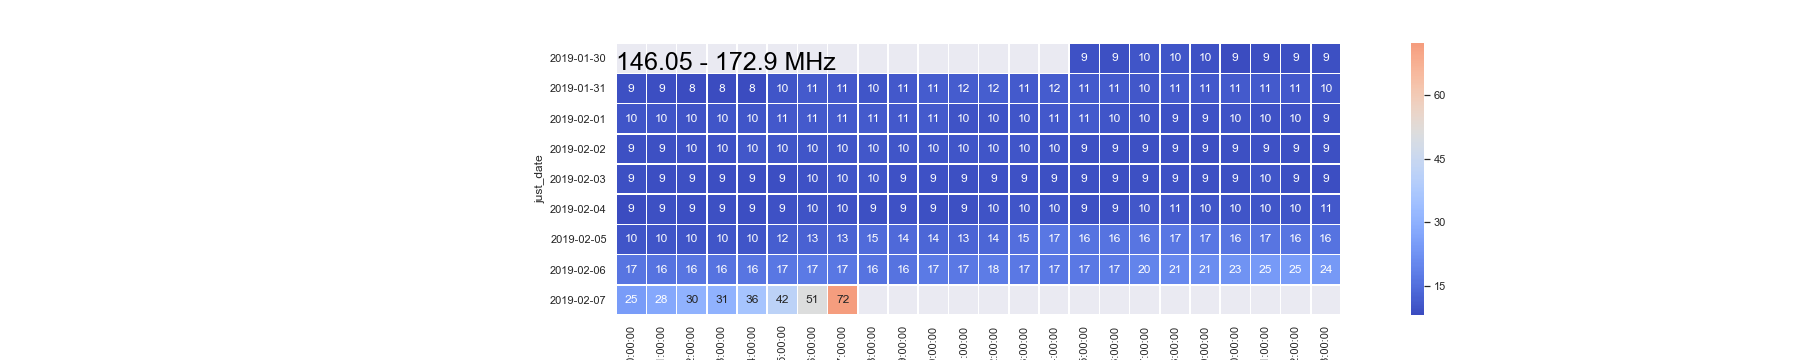 146.05 - 172.9 MHz
just_date
2019-01-30 9 9 10 10 10 9 9 9 9
2019-01-31 9 9 8 8 8 10 11 11 10 11 11 12 12 11 12 11 11 10 11 11 11 11 11 10
2019-02-01 10 10 10 10 10 11 11 11 11 11 11 10 10 10 11 11 10 10 9 9 10 10 10 9
2019-02-02 9 9 10 10 10 10 10 10 10 10 10 10 10 10 10 9 9 9 9 9 9 9 9 9
2019-02-03 9 9 9 9 9 9 10 10 10 9 9 9 9 9 9 9 9 9 9 9 9 10 9 9
2019-02-04 9 9 9 9 9 9 10 10 9 9 9 9 10 10 10 9 9 10 11 10 10 10 10 11
2019-02-05 10 10 10 10 10 12 13 13 15 14 14 13 14 15 17 16 16 16 17 17 16 17 16 16
2019-02-06 17 16 16 16 16 17 17 17 16 16 17 17 18 17 17 17 17 20 21 21 23 25 25 24
2019-02-07 25 28 30 31 36 42 51 72
60
45
30
15